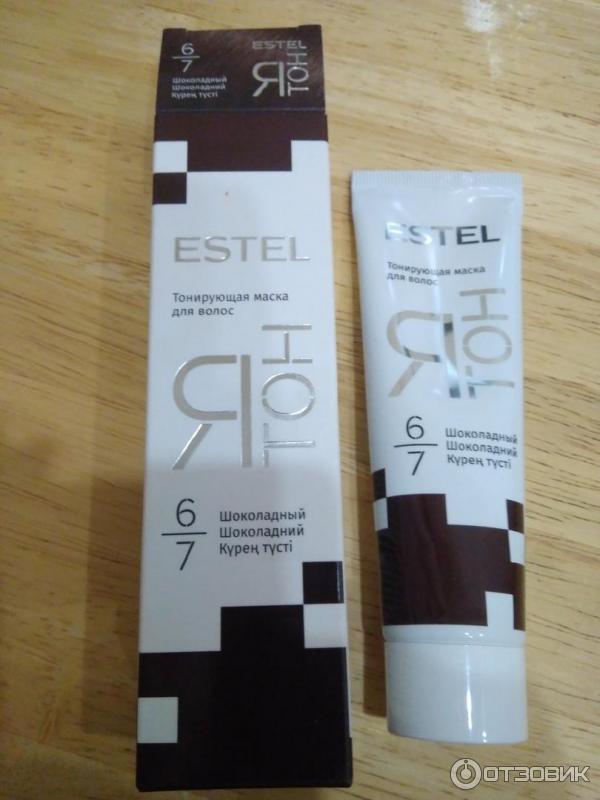 6/7
Шоколадный
Шоколадний
Күрең түсті
ESTEL
Я ТОН
ESTEL
Тонирующая маска
для волос
Я ТОН
6/7
Шоколадный
Шоколадний
Күрең түсті
ESTEL
Тонирующая маска
для волос
Я ТОН
6/7
Шоколадный
Шоколадний
Күрең түсті
ОТЗОВИК